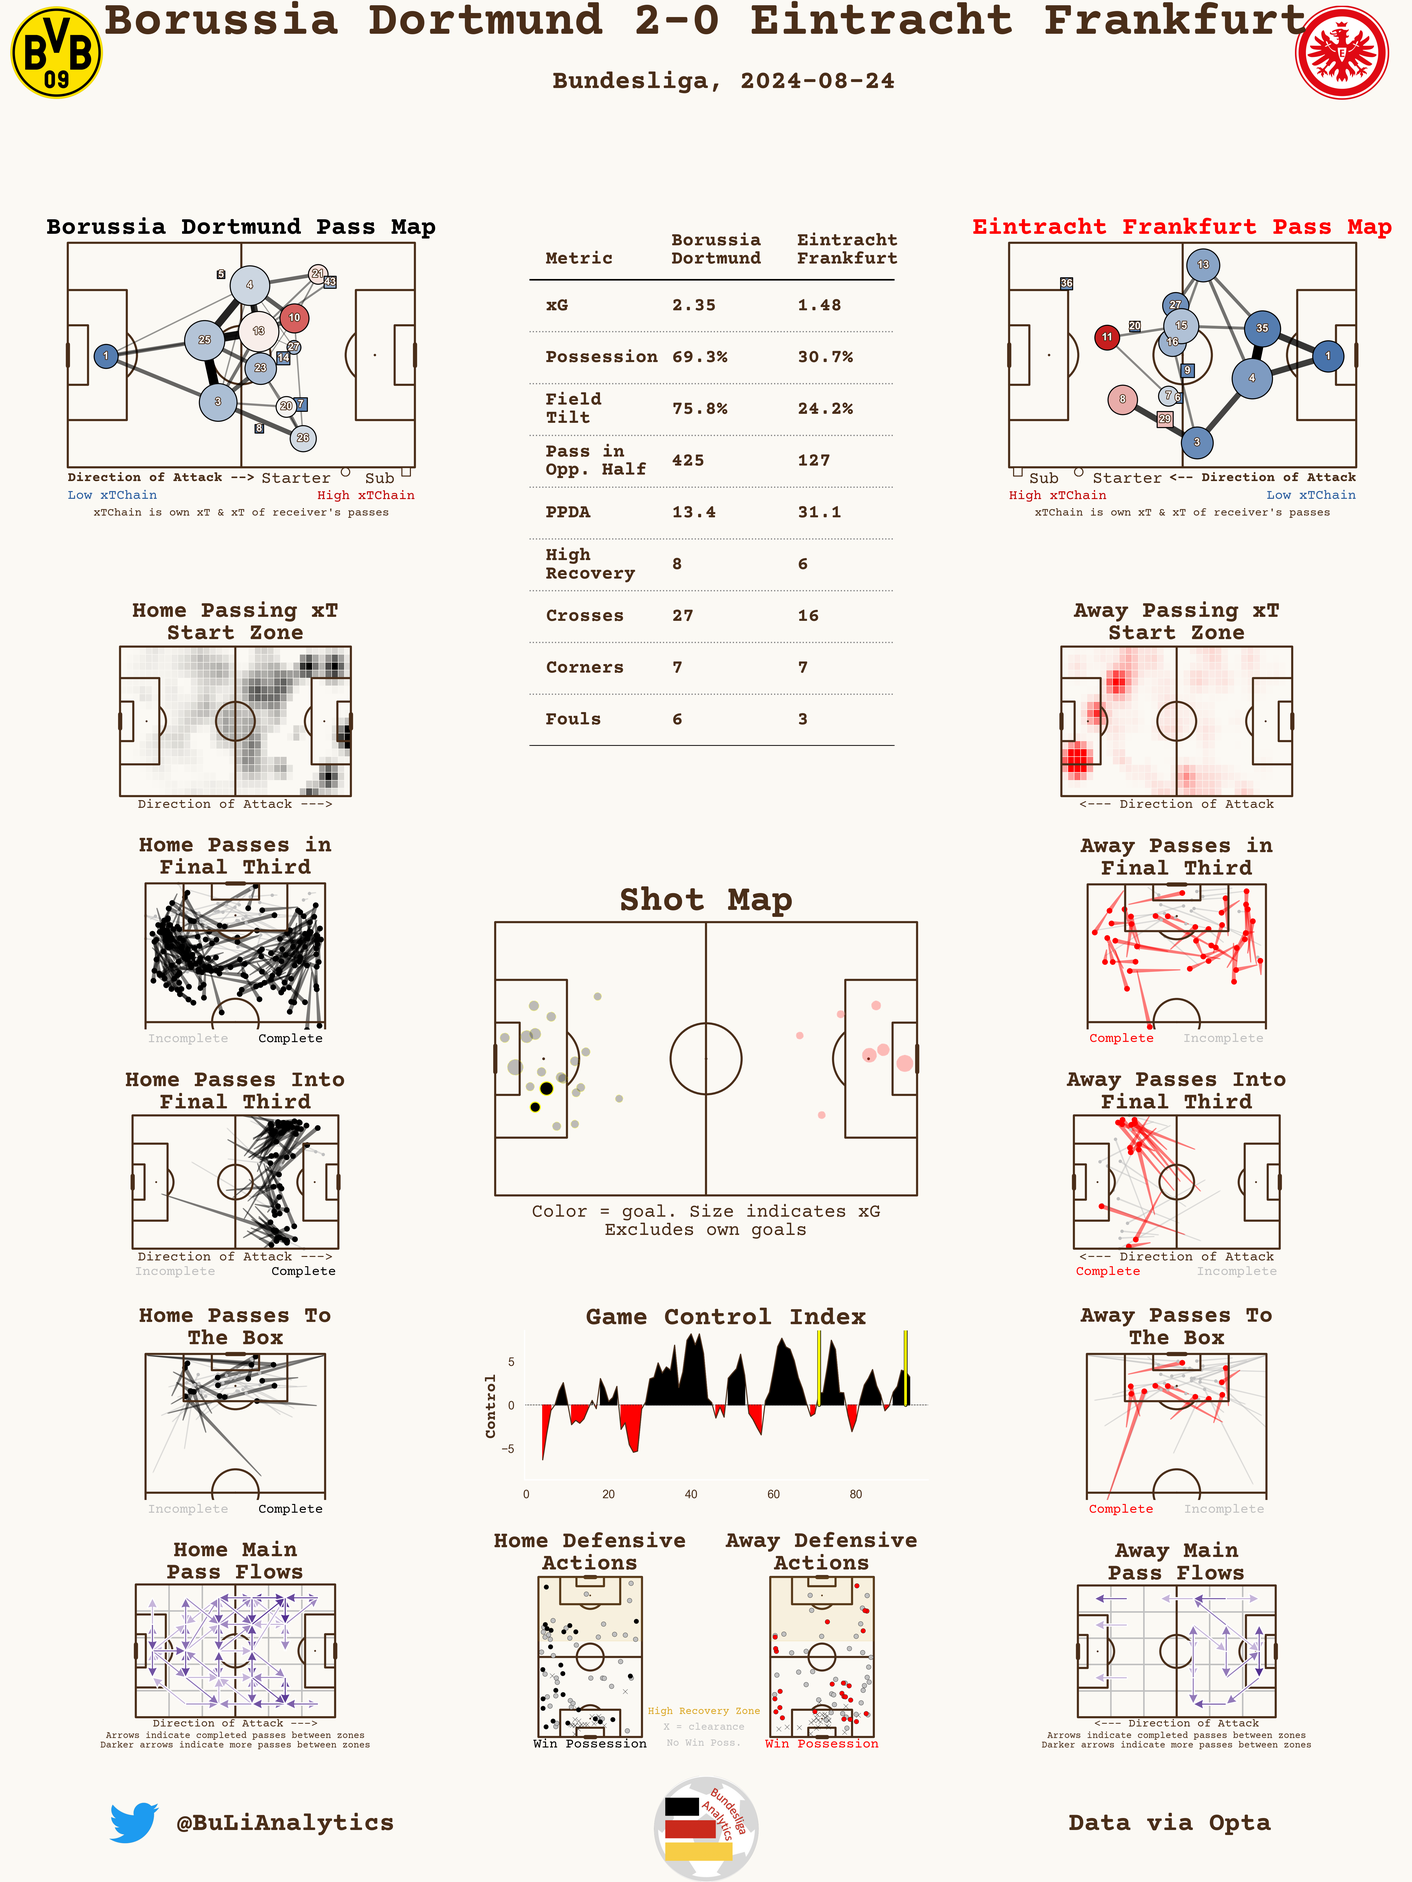 Borussia Dortmund 2-0 Eintracht Frankfurt
BVB
09
Bundesliga, 2024-08-24
Borussia Dortmund Pass Map
5
21
43
4
10
13
25
27
14
1
23
3
20
7
8
26
Direction of Attack --> Starter Sub
Low xTChain High xTChain
xTChain is own xT & xT of receiver's passes
Metric Borussia Dortmund Eintracht Frankfurt
xG 2.35 1.48
Possession 69.3% 30.7%
Field Tilt 75.8% 24.2%
Pass in Opp. Half 425 127
PPDA 13.4 31.1
High Recovery 8 6
Crosses 27 16
Corners 7 7
Fouls 6 3
Eintracht Frankfurt Pass Map
13
36
27
20
15
35
11
16
1
9
4
7
6
8
29
3
Sub Starter <-- Direction of Attack
High xTChain Low xTChain
xTChain is own xT & xT of receiver's passes
Home Passing xT
Start Zone
Direction of Attack --->
Away Passing xT
Start Zone
<--- Direction of Attack
Home Passes in
Final Third
Incomplete Complete
Away Passes in
Final Third
Complete Incomplete
Shot Map
Color = goal. Size indicates xG
Excludes own goals
Home Passes Into
Final Third
Direction of Attack --->
Incomplete Complete
Away Passes Into
Final Third
<--- Direction of Attack
Complete Incomplete
Home Passes To
The Box
Incomplete Complete
Game Control Index
Control
5
0
−5
0 20 40 60 80
Away Passes To
The Box
Complete Incomplete
Home Main
Pass Flows
Direction of Attack --->
Arrows indicate completed passes between zones
Darker arrows indicate more passes between zones
Home Defensive
Actions
Win Possession
Away Defensive
Actions
Win Possession
High Recovery Zone
X = clearance
No Win Poss.
Away Main
Pass Flows
<--- Direction of Attack
Arrows indicate completed passes between zones
Darker arrows indicate more passes between zones
@BuLiAnalytics
Bundesliga
Analytics
Data via Opta